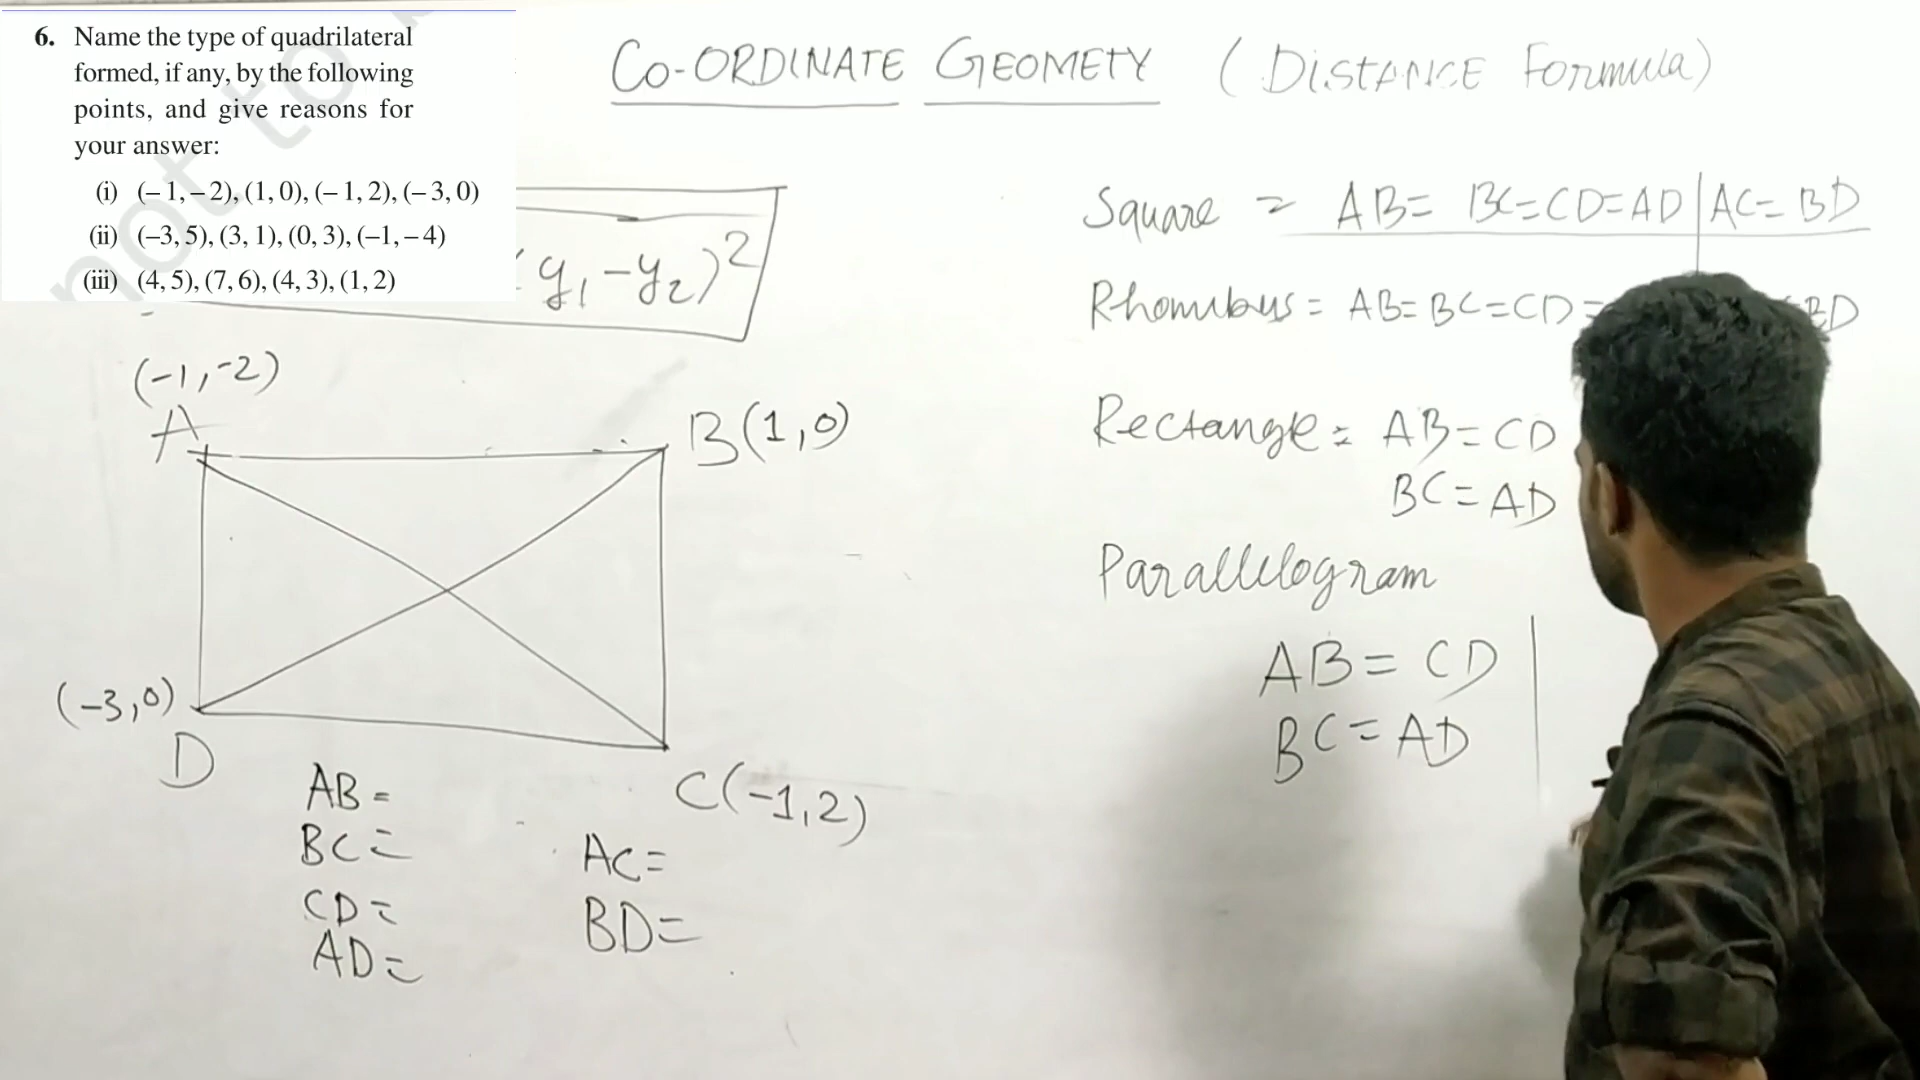 6. Name the type of quadrilateral
formed, if any, by the following
points, and give reasons for
your answer:
(i) (– 1, – 2), (1, 0), (– 1, 2), (– 3, 0)
(ii) (–3, 5), (3, 1), (0, 3), (–1, – 4)
(iii) (4, 5), (7, 6), (4, 3), (1, 2)
not to
CO-ORDINATE GEOMETY (DISTANCE Formula)
y₁-y₂)²
Square = AB= BC=CD=AD | AC=BD
Rhombus = AB=BC=CD= BD
Rectangle = AB=CD
BC=AD
Parallelogram
AB=CD
BC=AD
(-1,-2)
A
B(1,0)
(-3,0)
D
C(-1,2)
AB=
BC=
CD=
AD=
AC=
BD=